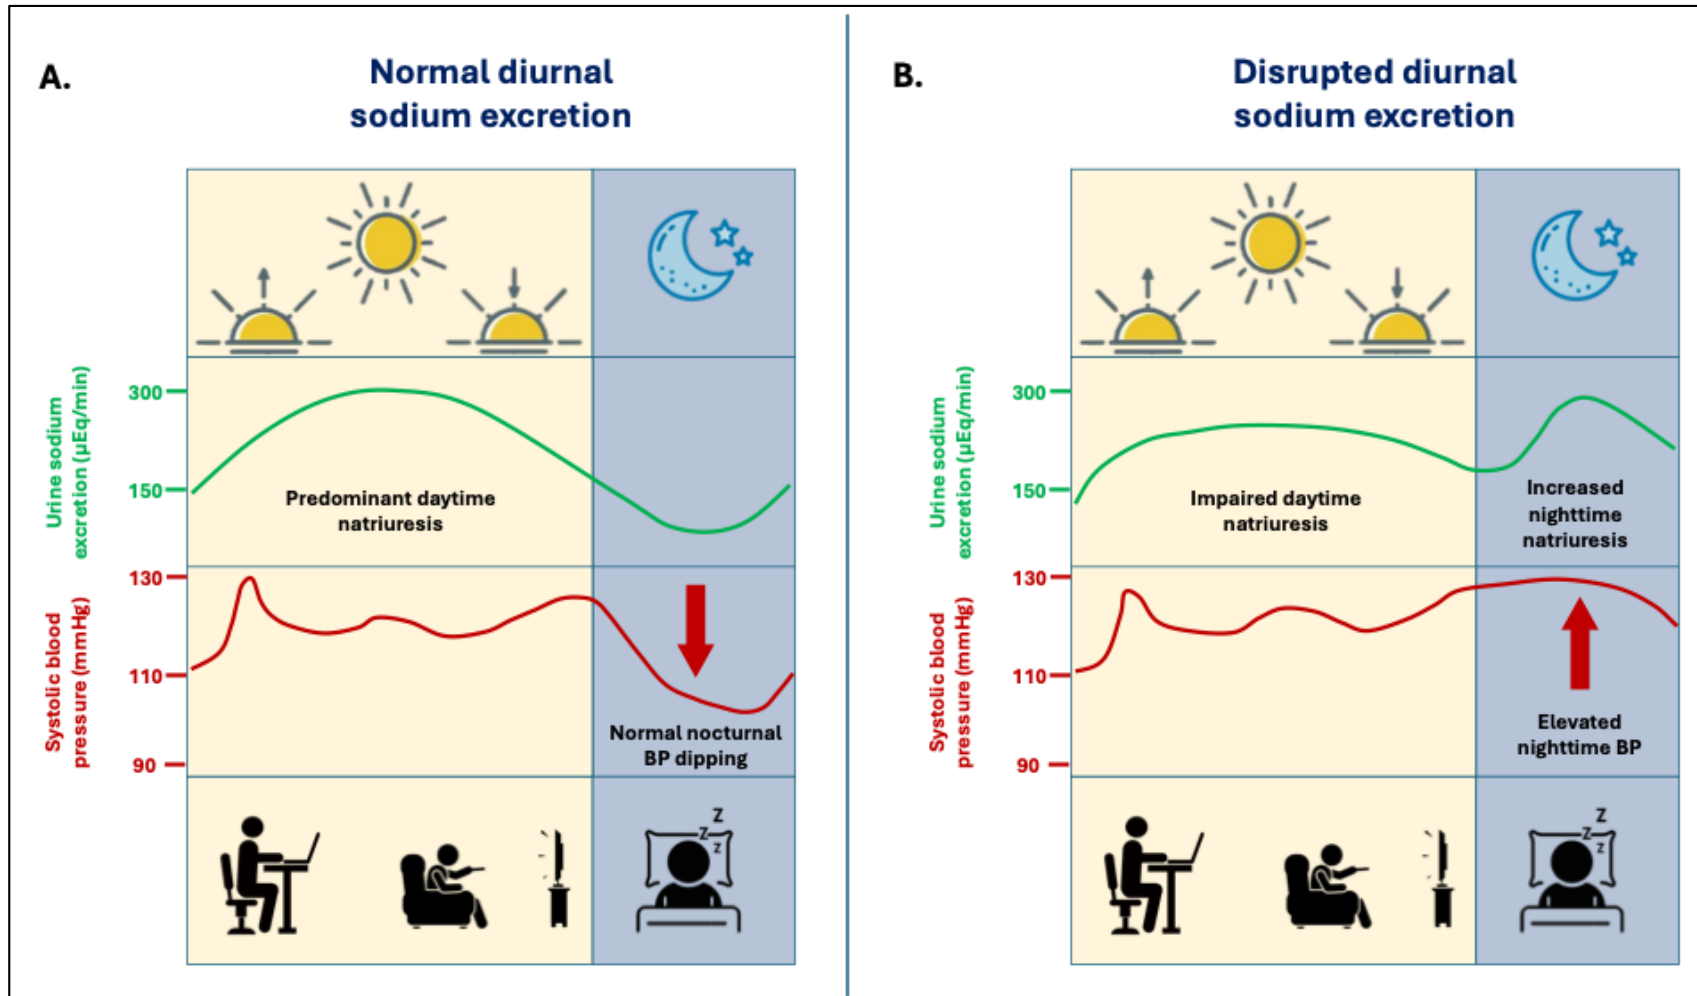 A.
Normal diurnal
sodium excretion
Urine sodium
excretion (µEq/min)
300
150
Predominant daytime
natriuresis
Systolic blood
pressure (mmHg)
130
110
90
Normal nocturnal
BP dipping
Z
Z
z
B.
Disrupted diurnal
sodium excretion
Urine sodium
excretion (µEq/min)
300
150
Impaired daytime
natriuresis
Increased
nighttime
natriuresis
Systolic blood
pressure (mmHg)
130
110
90
Elevated
nighttime BP
Z
Z
z